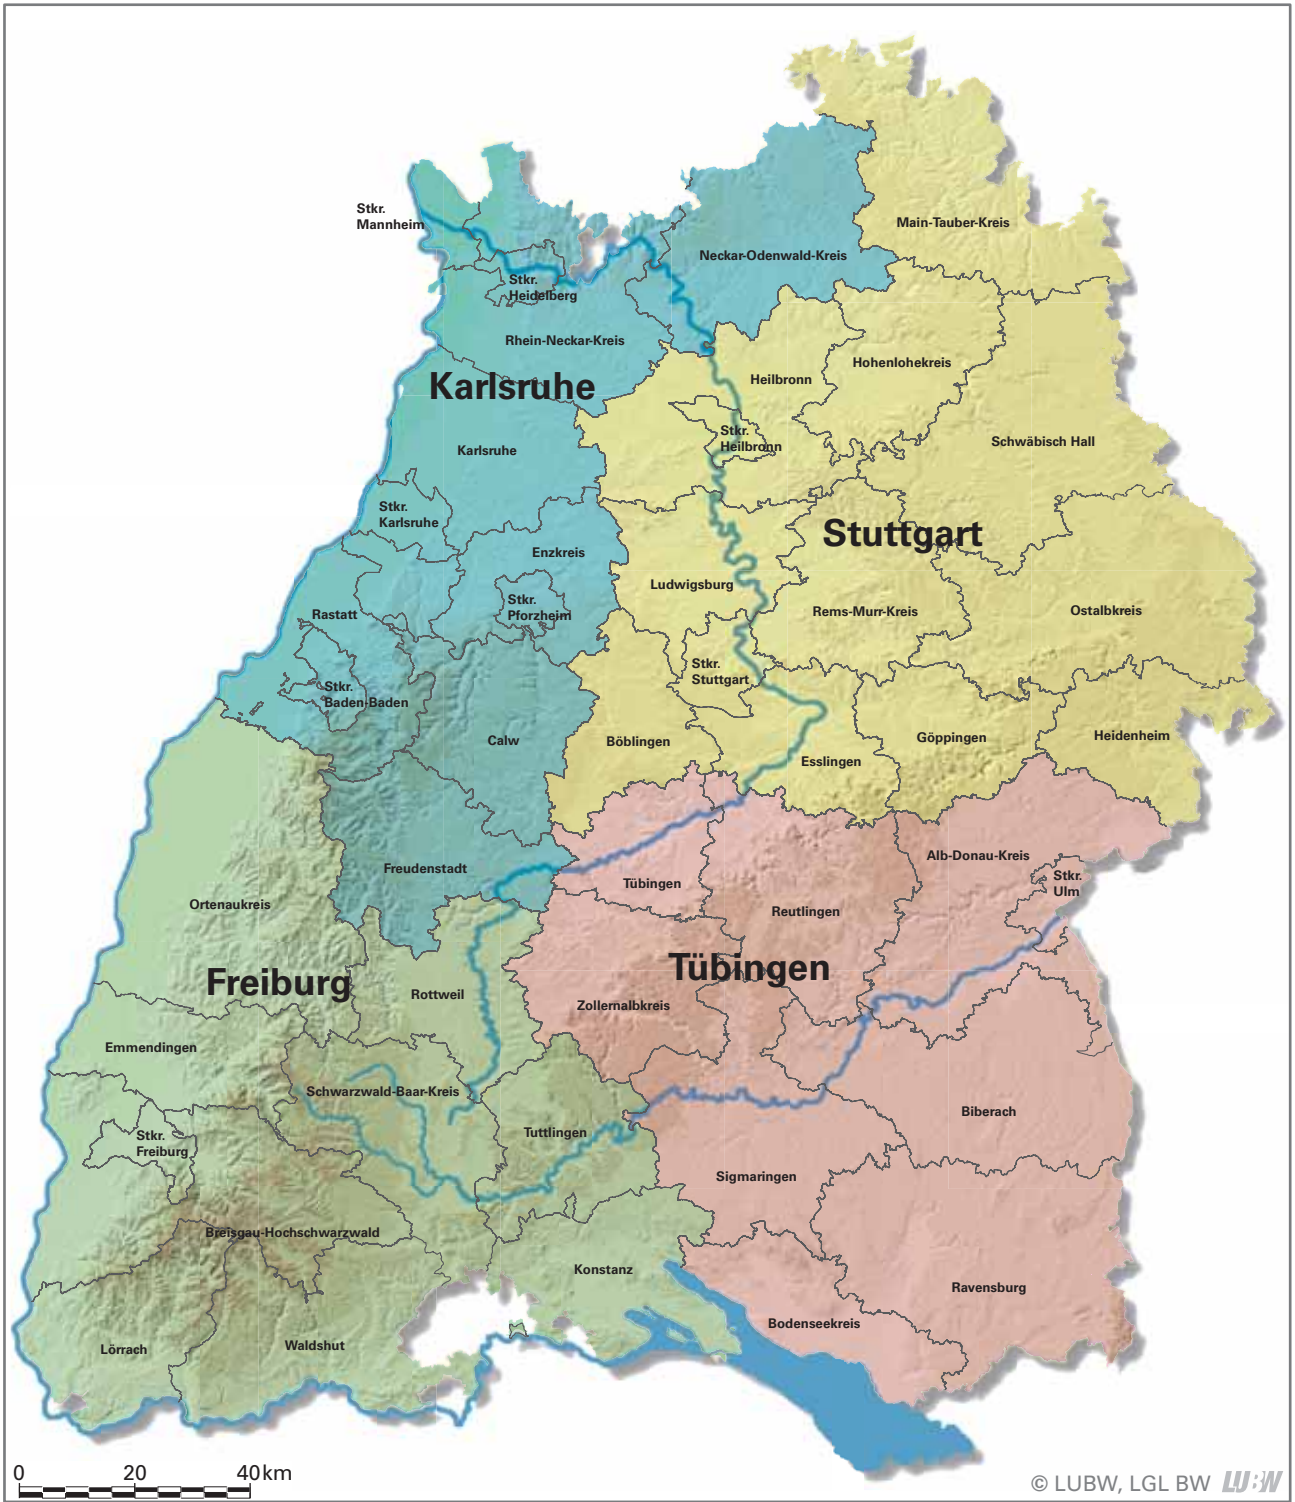 Stkr.
Mannheim
Main-Tauber-Kreis
Neckar-Odenwald-Kreis
Stkr.
Heidelberg
Rhein-Neckar-Kreis
Karlsruhe
Heilbronn
Hohenlohekreis
Stkr.
Heilbronn
Schwäbisch Hall
Karlsruhe
Stkr.
Karlsruhe
Stuttgart
Enzkreis
Ludwigsburg
Stkr.
Pforzheim
Rastatt
Rems-Murr-Kreis
Ostalbkreis
Stkr.
Stuttgart
Stkr.
Baden-Baden
Calw
Böblingen
Göppingen
Heidenheim
Esslingen
Freudenstadt
Tübingen
Alb-Donau-Kreis
Stkr.
Ulm
Ortenaukreis
Reutlingen
Tübingen
Freiburg
Rottweil
Zollernalbkreis
Emmendingen
Schwarzwald-Baar-Kreis
Biberach
Stkr.
Freiburg
Tuttlingen
Sigmaringen
Breisgau-Hochschwarzwald
Konstanz
Ravensburg
Bodenseekreis
Lörrach
Waldshut
0 20 40km
© LUBW, LGL BW LUBW